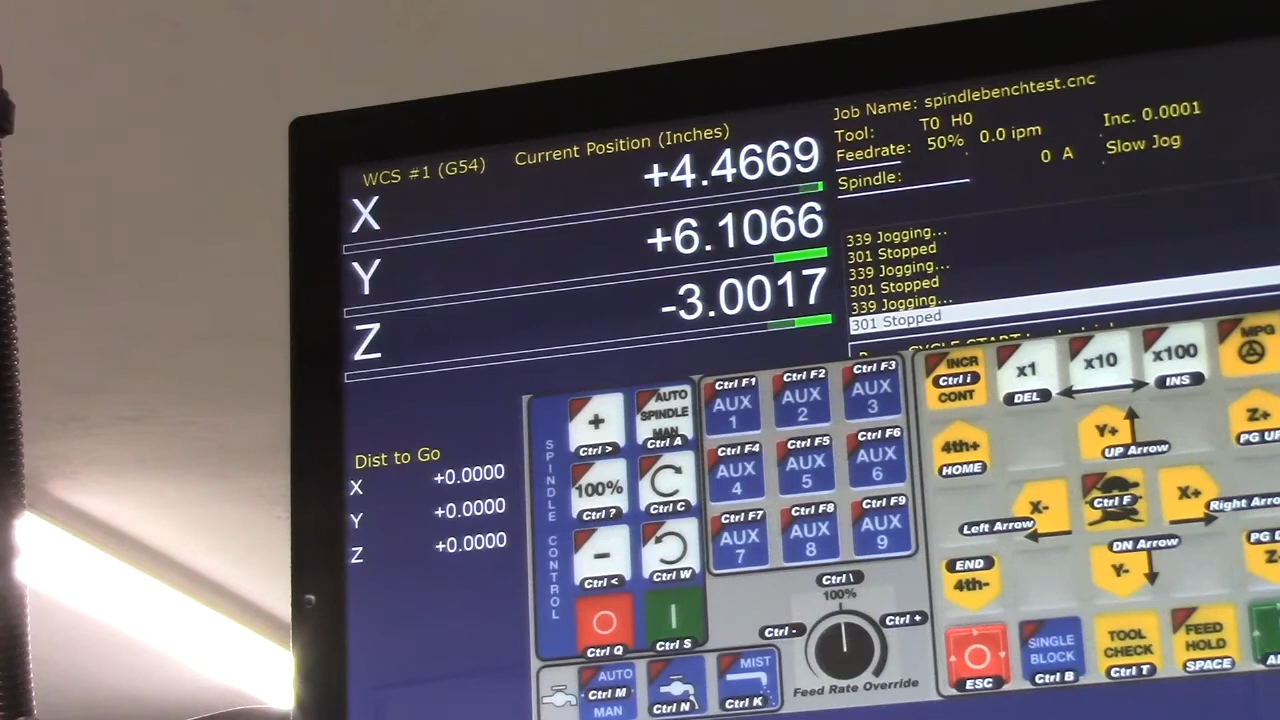 WCS #1 (G54)
Current Position (Inches)
X +4.4669
Y +6.1066
Z -3.0017
Job Name: spindlebenchtest.cnc
Tool: T0 H0
Feedrate: 50% 0.0 ipm
Spindle: 0 A
Inc. 0.0001
Slow Jog
339 Jogging...
301 Stopped
339 Jogging...
301 Stopped
339 Jogging...
301 Stopped
CYCLE START
Dist to Go
X +0.0000
Y +0.0000
Z +0.0000
SPINDLE CONTROL
+
Ctrl >
AUTO
SPINDLE
MAN
Ctrl A
100%
Ctrl ?
Ctrl C
-
Ctrl <
Ctrl W
Ctrl Q
Ctrl S
AUTO
Ctrl M
MAN
Ctrl N
MIST
Ctrl K
Ctrl F1
AUX
1
Ctrl F2
AUX
2
Ctrl F3
AUX
3
Ctrl F4
AUX
4
Ctrl F5
AUX
5
Ctrl F6
AUX
6
Ctrl F7
AUX
7
Ctrl F8
AUX
8
Ctrl F9
AUX
9
Ctrl \
100%
Ctrl -
Ctrl +
Feed Rate Override
INCR
Ctrl i
CONT
x1
DEL
x10
x100
INS
MPG
4th+
HOME
Y+
UP Arrow
Z+
PG UP
X-
Left Arrow
Ctrl F
X+
Right Arro
END
4th-
DN Arrow
Y-
PG D
Z
ESC
SINGLE
BLOCK
Ctrl B
TOOL
CHECK
Ctrl T
FEED
HOLD
SPACE